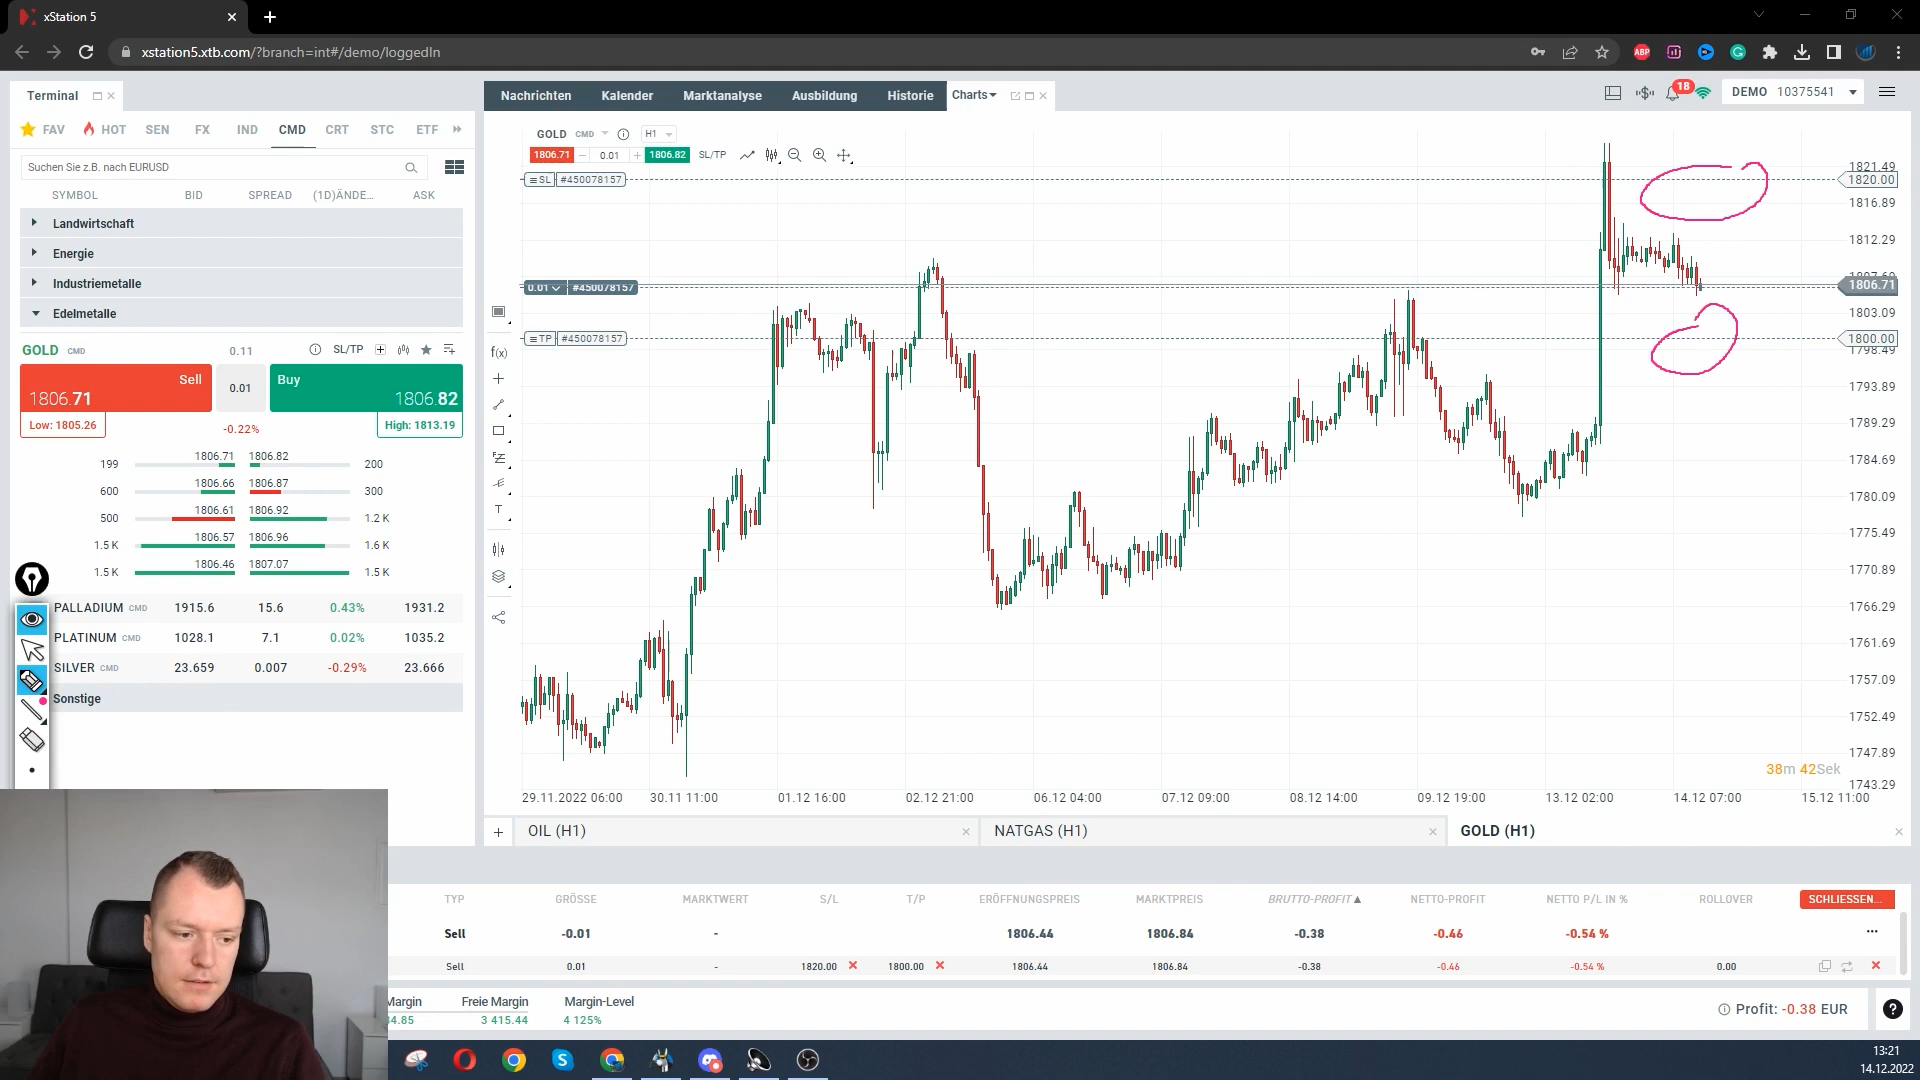 xStation 5
xstation5.xtb.com/?branch=int#/demo/loggedIn
ABP
Terminal
Nachrichten Kalender Marktanalyse Ausbildung Historie Charts
18
DEMO 10375541
FAV HOT SEN FX IND CMD CRT STC ETF
Suchen Sie z.B. nach EURUSD
SYMBOL BID SPREAD (1D)ÄNDE... ASK
Landwirtschaft
Energie
Industriemetalle
Edelmetalle
GOLD CMD 0.11 SL/TP
Sell
1806.71
0.01
Buy
1806.82
Low: 1805.26
-0.22%
High: 1813.19
199 1806.71 1806.82 200
600 1806.66 1806.87 300
500 1806.61 1806.92 1.2 K
1.5 K 1806.57 1806.96 1.6 K
1.5 K 1806.46 1807.07 1.5 K
PALLADIUM CMD 1915.6 15.6 0.43% 1931.2
PLATINUM CMD 1028.1 7.1 0.02% 1035.2
SILVER CMD 23.659 0.007 -0.29% 23.666
Sonstige
GOLD CMD H1
1806.71 0.01 1806.82 SL/TP
SL #450078157
0.01 #450078157
TP #450078157
f(x)
T
1821.49
1820.00
1816.89
1812.29
1806.71
1803.09
1800.00
1798.49
1793.89
1789.29
1784.69
1780.09
1775.49
1770.89
1766.29
1761.69
1757.09
1752.49
1747.89
1743.29
38m 42Sek
29.11.2022 06:00 30.11 11:00 01.12 16:00 02.12 21:00 06.12 04:00 07.12 09:00 08.12 14:00 09.12 19:00 13.12 02:00 14.12 07:00 15.12 11:00
OIL (H1) NATGAS (H1) GOLD (H1)
TYP GRÖSSE MARKTWERT S/L T/P ERÖFFNUNGSPREIS MARKTPREIS BRUTTO-PROFIT NETTO-PROFIT NETTO P/L IN % ROLLOVER SCHLIESSEN...
Sell -0.01 - 1806.44 1806.84 -0.38 -0.46 -0.54 % ...
Sell 0.01 - 1820.00 1800.00 1806.44 1806.84 -0.38 -0.46 -0.54 % 0.00
Margin Freie Margin Margin-Level
34.85 3 415.44 4 125%
Profit: -0.38 EUR
13:21
14.12.2022